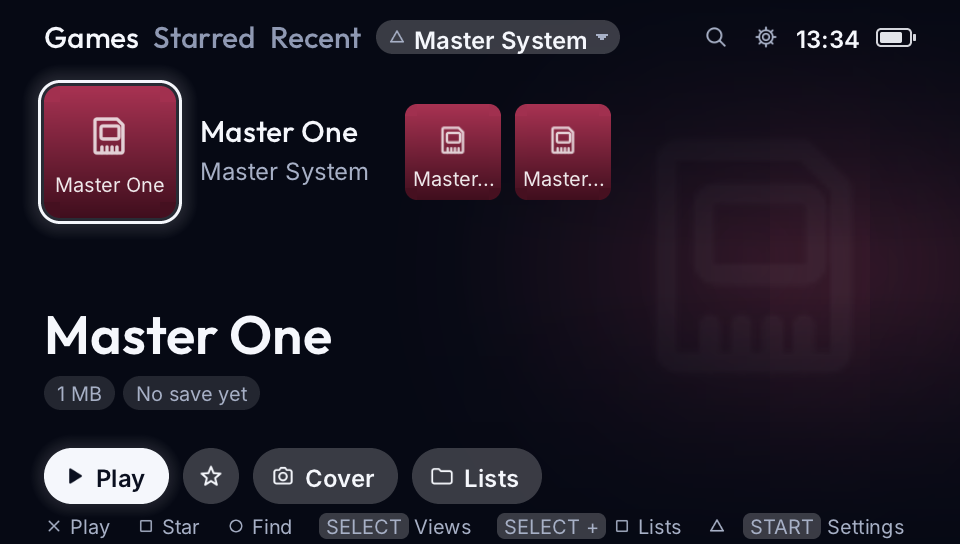 Games Starred Recent Master System 13:34
Master One
Master One
Master System
Master...
Master...
Master One
1 MB No save yet
Play Cover Lists
Play Star Find SELECT Views SELECT + Lists START Settings